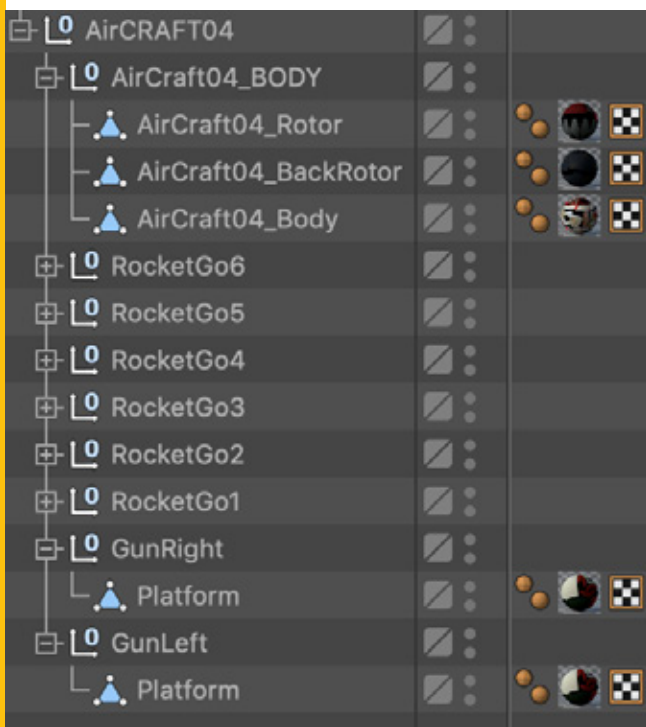 AirCRAFT04
AirCraft04_BODY
AirCraft04_Rotor
AirCraft04_BackRotor
AirCraft04_Body
RocketGo6
RocketGo5
RocketGo4
RocketGo3
RocketGo2
RocketGo1
GunRight
Platform
GunLeft
Platform